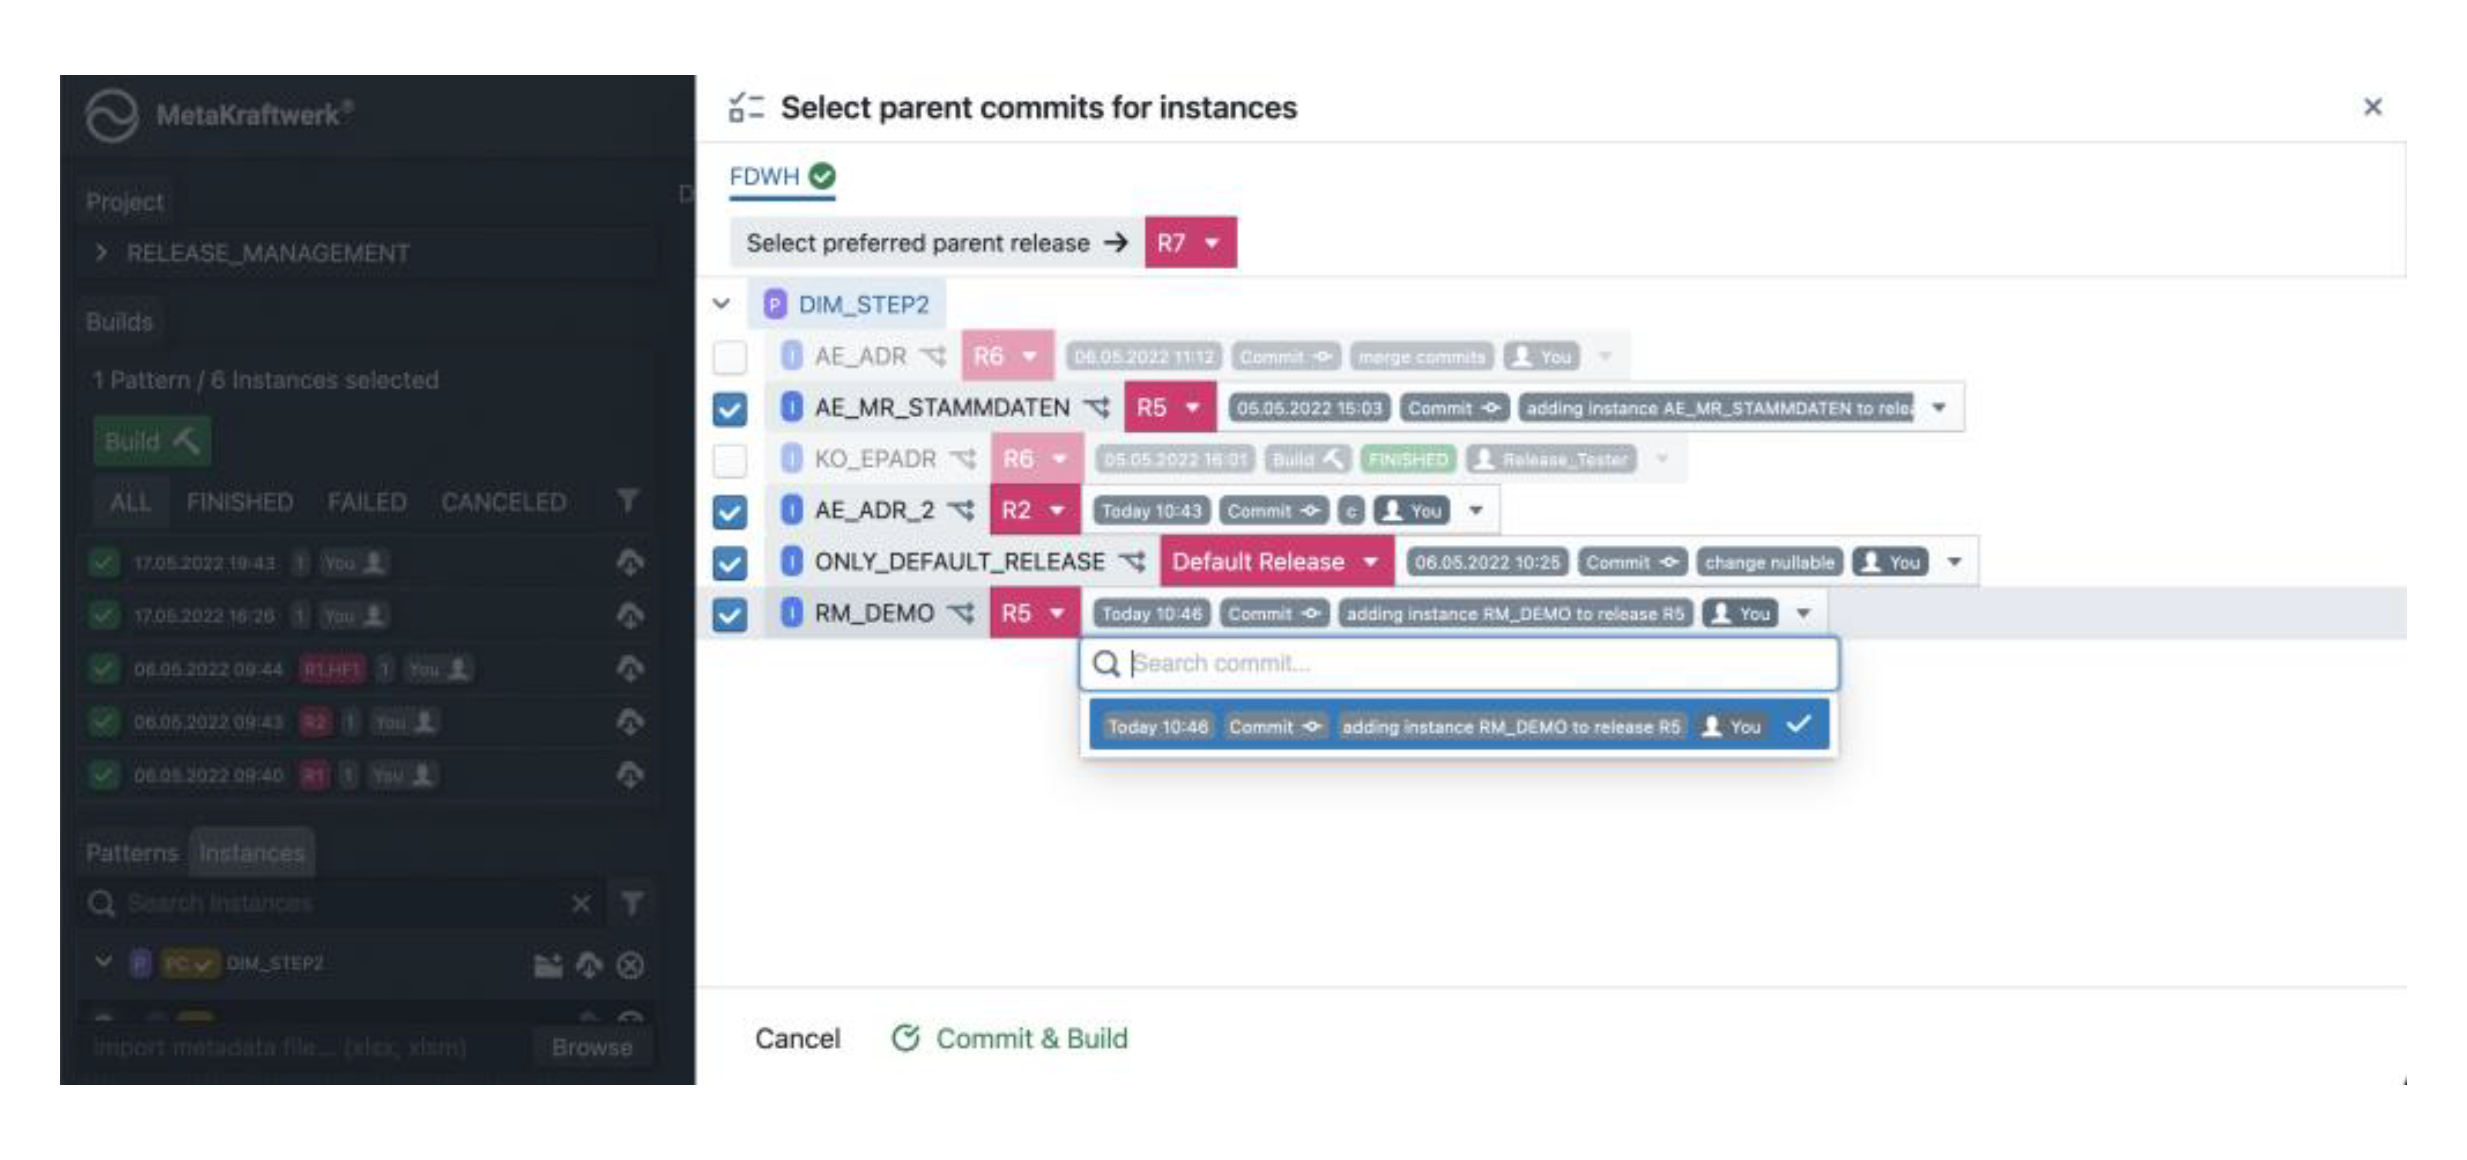 MetaKraftwerk®
Project
RELEASE_MANAGEMENT
Builds
1 Pattern / 6 Instances selected
Build
ALL FINISHED FAILED CANCELED
17.05.2022 19:43 1 You
17.05.2022 16:26 1 You
06.05.2022 09:44 R1.HF1 1 You
06.05.2022 09:43 R2 1 You
06.05.2022 09:40 R1 1 You
Patterns Instances
Search Instances
P PC DIM_STEP2
Import metadata file... (xlsx, xlsm) Browse
D
Select parent commits for instances
FDWH
Select preferred parent release → R7
P DIM_STEP2
I AE_ADR R6 06.05.2022 11:12 Commit merge commits You
I AE_MR_STAMMDATEN R5 05.05.2022 15:03 Commit adding instance AE_MR_STAMMDATEN to rele
I KO_EPADR R6 05.05.2022 16:01 Build FINISHED Release_Tester
I AE_ADR_2 R2 Today 10:43 Commit c You
I ONLY_DEFAULT_RELEASE Default Release 06.05.2022 10:25 Commit change nullable You
I RM_DEMO R5 Today 10:46 Commit adding instance RM_DEMO to release R5 You
Search commit...
Today 10:46 Commit adding instance RM_DEMO to release R5 You
Cancel Commit & Build